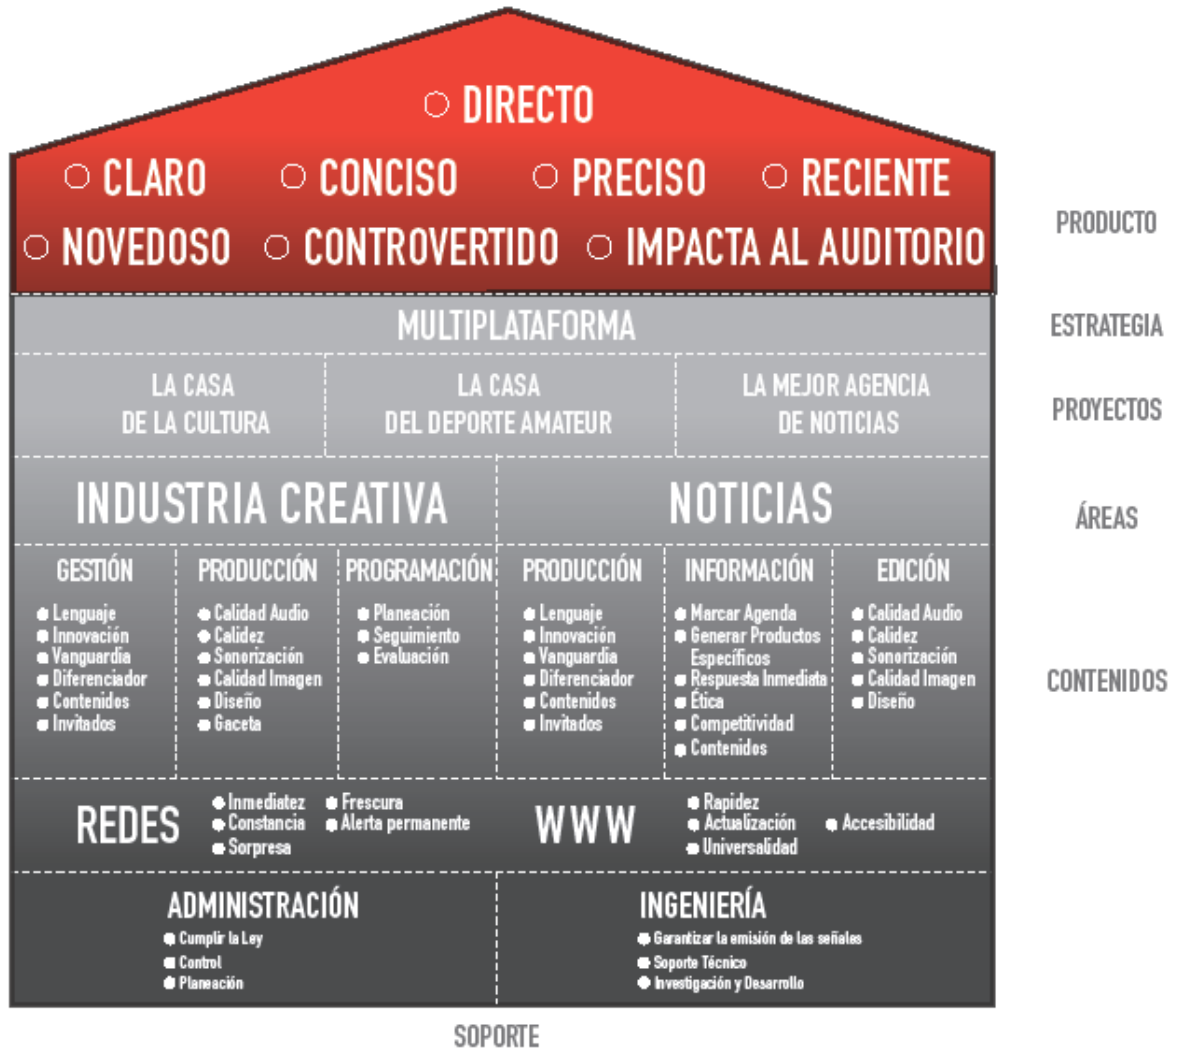 DIRECTO
CLARO
CONCISO
PRECISO
RECIENTE
NOVEDOSO
CONTROVERTIDO
IMPACTA AL AUDITORIO
PRODUCTO
MULTIPLATAFORMA
ESTRATEGIA
LA CASA
DE LA CULTURA
LA CASA
DEL DEPORTE AMATEUR
LA MEJOR AGENCIA
DE NOTICIAS
PROYECTOS
INDUSTRIA CREATIVA
NOTICIAS
ÁREAS
GESTIÓN
Lenguaje
Innovación
Vanguardia
Diferenciador
Contenidos
Invitados
PRODUCCIÓN
Calidad Audio
Calidez
Sonorización
Calidad Imagen
Diseño
Gaceta
PROGRAMACIÓN
Planeación
Seguimiento
Evaluación
PRODUCCIÓN
Lenguaje
Innovación
Vanguardia
Diferenciador
Contenidos
Invitados
INFORMACIÓN
Marcar Agenda
Generar Productos
Específicos
Respuesta Inmediata
Ética
Competitividad
Contenidos
EDICIÓN
Calidad Audio
Calidez
Sonorización
Calidad Imagen
Diseño
CONTENIDOS
REDES
Inmediatez
Constancia
Sorpresa
Frescura
Alerta permanente
WWW
Rapidez
Actualización
Universalidad
Accesibilidad
ADMINISTRACIÓN
Cumplir la Ley
Control
Planeación
INGENIERÍA
Garantizar la emisión de las señales
Soporte Técnico
Investigación y Desarrollo
SOPORTE